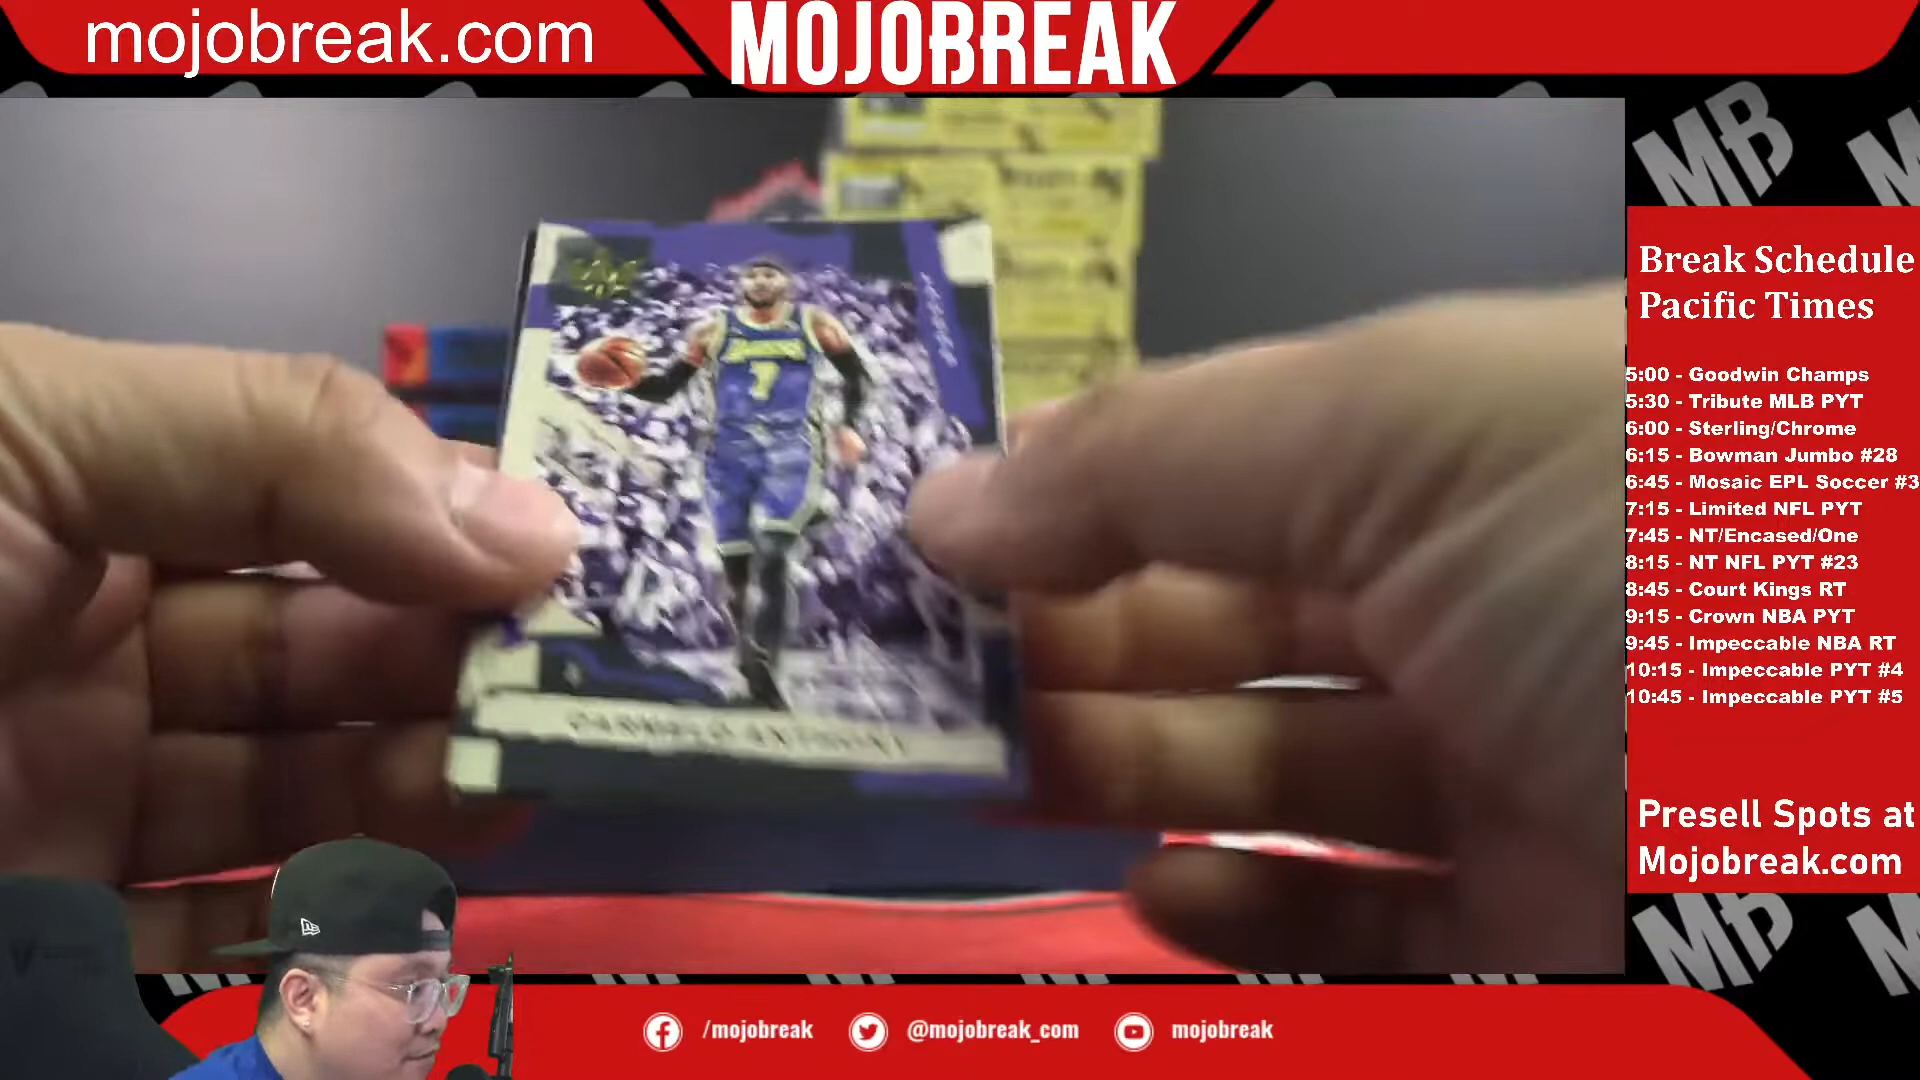 mojobreak.com
MOJOBREAK
MB
Break Schedule
Pacific Times
5:00 - Goodwin Champs
5:30 - Tribute MLB PYT
6:00 - Sterling/Chrome
6:15 - Bowman Jumbo #28
6:45 - Mosaic EPL Soccer #3
7:15 - Limited NFL PYT
7:45 - NT/Encased/One
8:15 - NT NFL PYT #23
8:45 - Court Kings RT
9:15 - Crown NBA PYT
9:45 - Impeccable NBA RT
10:15 - Impeccable PYT #4
10:45 - Impeccable PYT #5
Presell Spots at
Mojobreak.com
MB
7
/mojobreak
@mojobreak_com
mojobreak